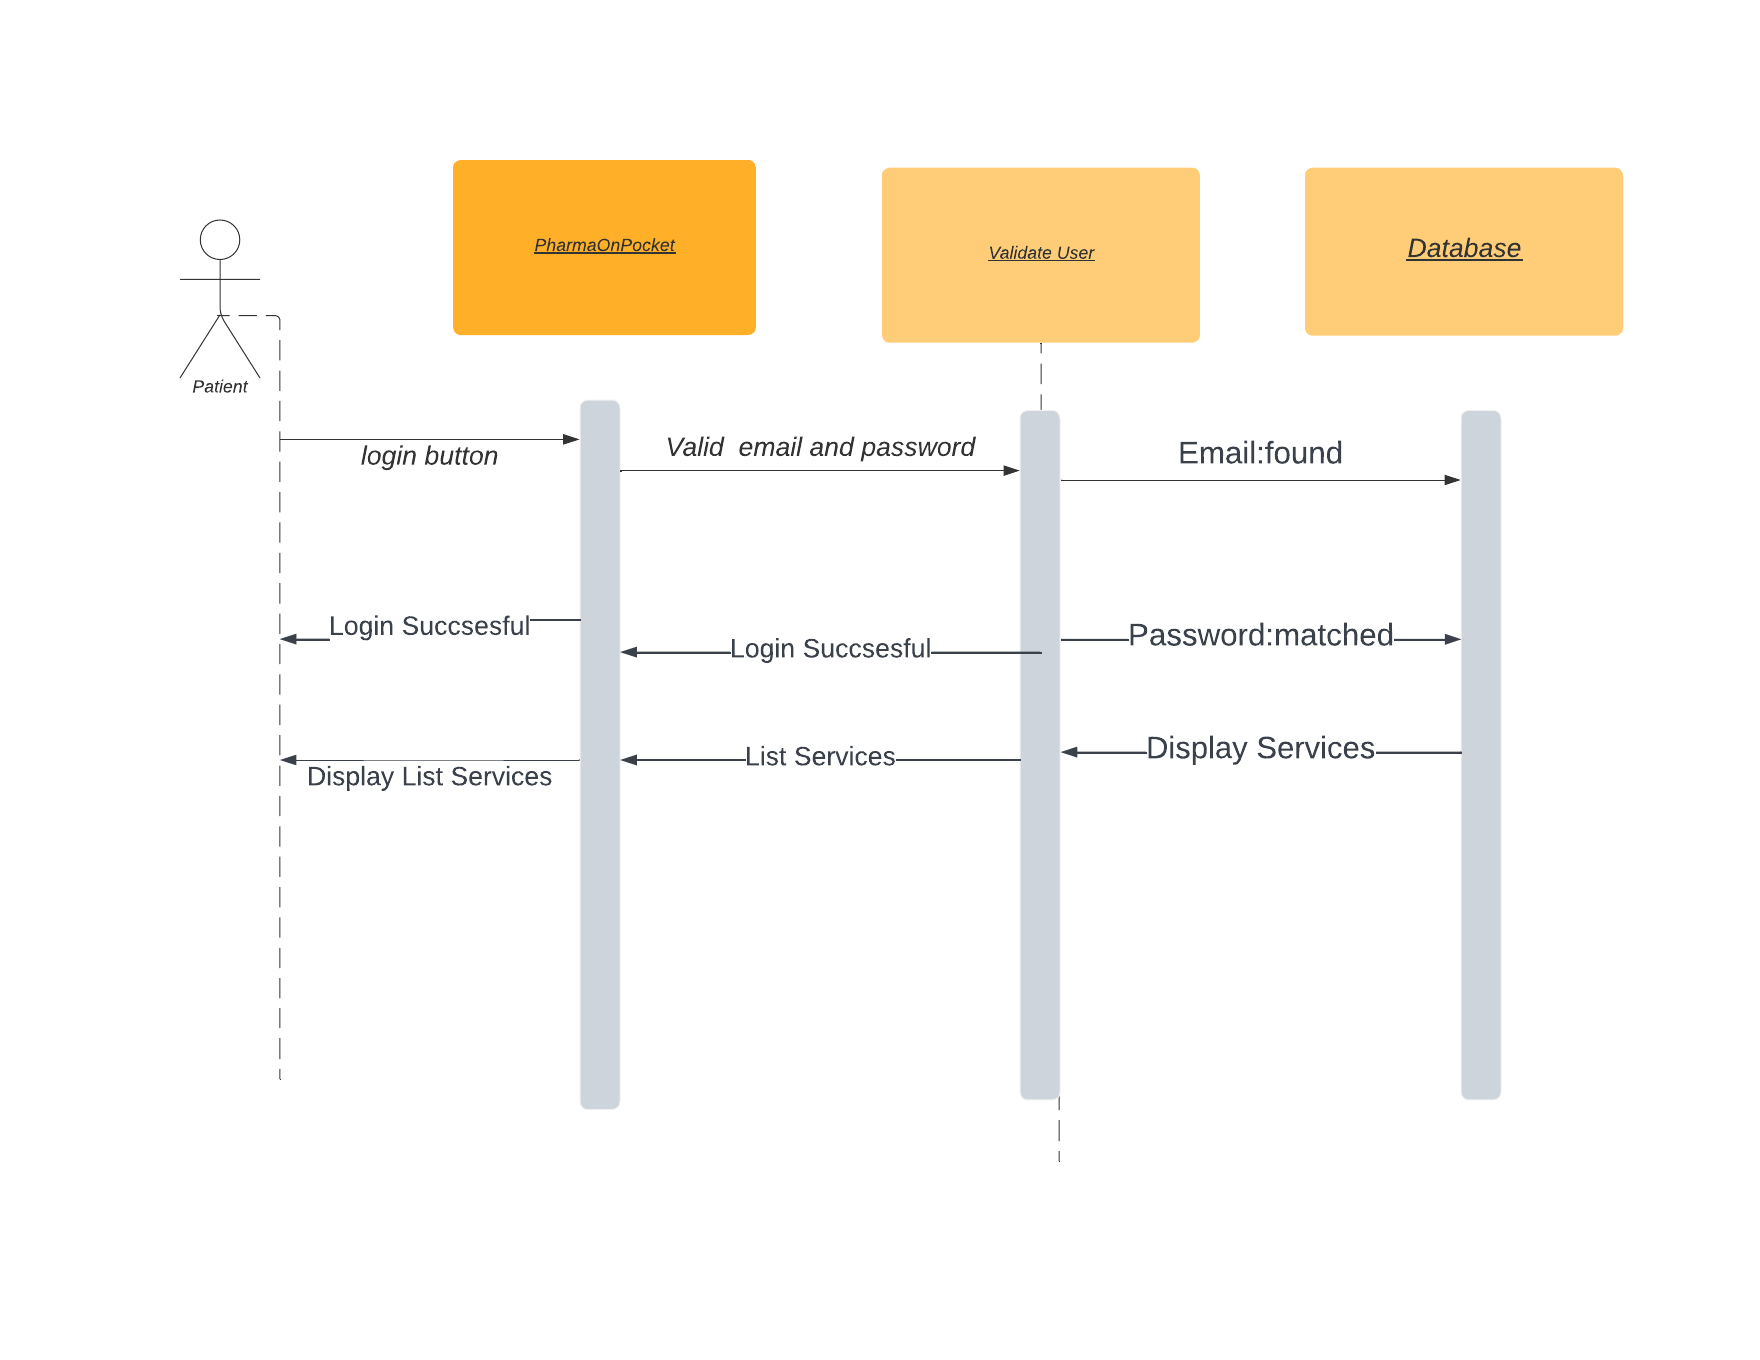 PharmaOnPocket
Validate User
Database
Patient
login button
Valid  email and password
Email:found
Login Succsesful
Login Succsesful
Password:matched
Display List Services
List Services
Display Services